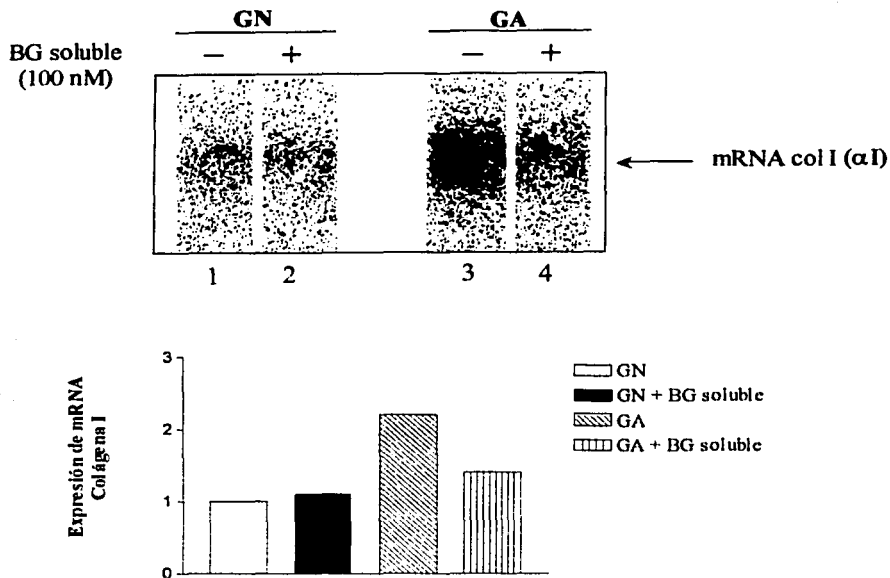 GN GA
BG soluble (100 nM) − + − +
mRNA col I (αI)
1 2 3 4
3
2
1
0
Expresión de mRNA
Colágena I
GN
GN + BG soluble
GA
GA + BG soluble